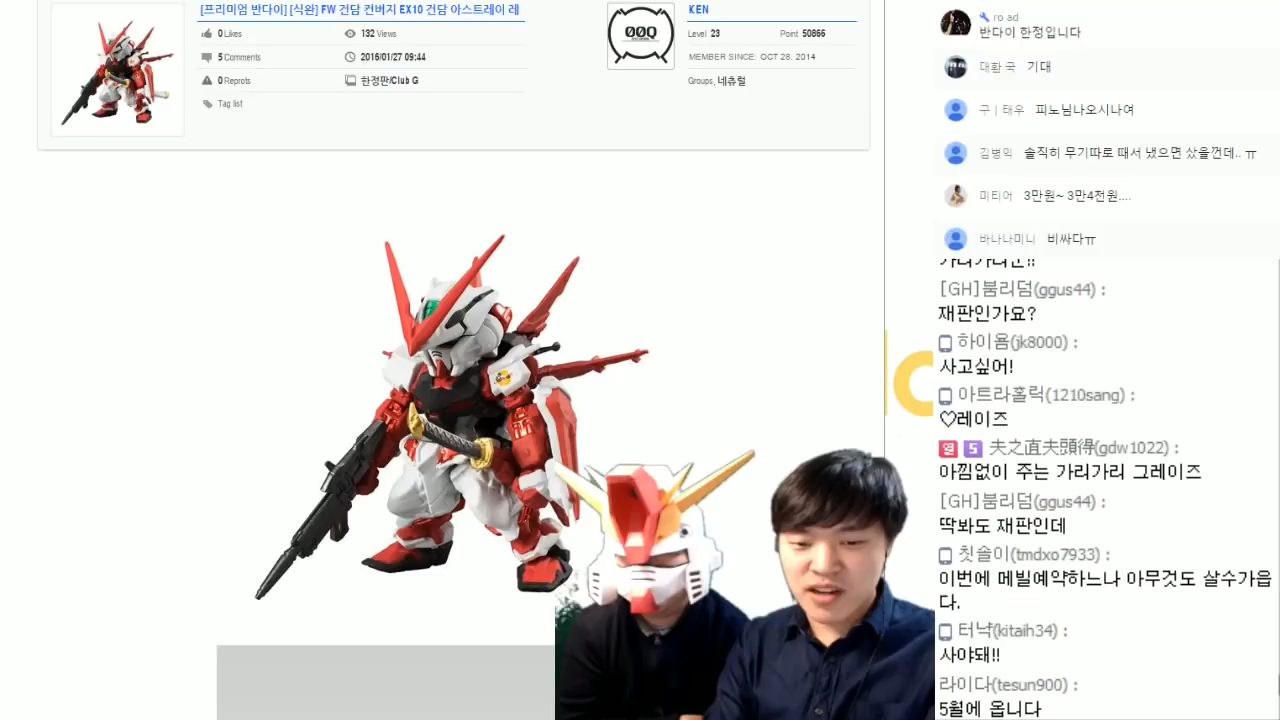 [프리미엄 반다이] [식완] FW 건담 컨버지 EX10 건담 아스트레이 레
0 Likes
132 Views
5 Comments
2016/01/27 09:44
0 Reprots
한정판/Club G
Tag list
00Q
KEN
Level 23
Point 50866
MEMBER SINCE: OCT 28. 2014
Groups, 네츄럴
ro ad
반다이 한정입니다
대환 국 기대
구ㅣ태우 피노님나오시나여
김병익 솔직히 무기따로 때서 냈으면 샀을껀데.. ㅠ
미티어 3만원~ 3만4천원....
바나나미니 비싸다ㅠ
[GH]붐리덤(ggus44) :
재판인가요?
하이욤(jk8000) :
사고싶어!
아트라홀릭(1210sang) :
♡레이즈
열 5 夫之直夫頭得(gdw1022) :
아낌없이 주는 가리가리 그레이즈
[GH]붐리덤(ggus44) :
딱봐도 재판인데
칫솔이(tmdxo7933) :
이번에 메빌예약하느나 아무것도 살수가읍
다.
터냑(kitaih34) :
사야돼!!
라이다(tesun900) :
5월에 옵니다